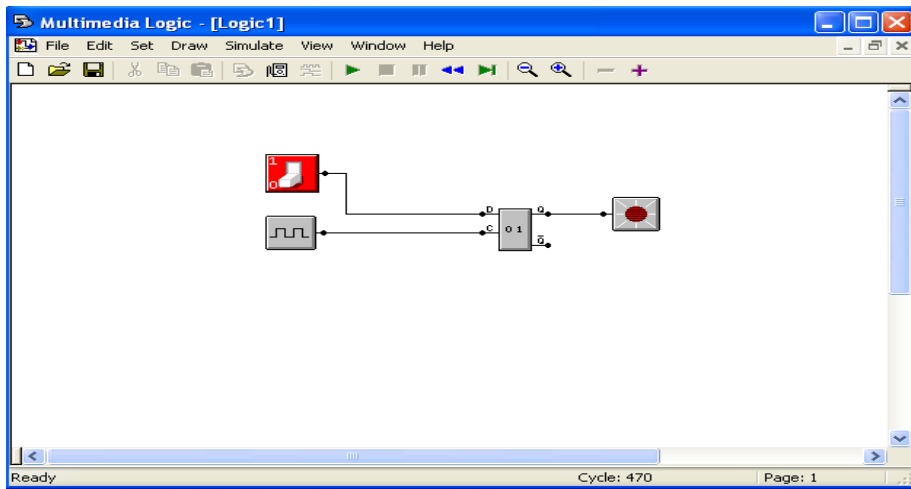 Multimedia Logic - [Logic1]
File Edit Set Draw Simulate View Window Help
1
0
D Q
C 0 1 Q̅
Ready Cycle: 470 Page: 1